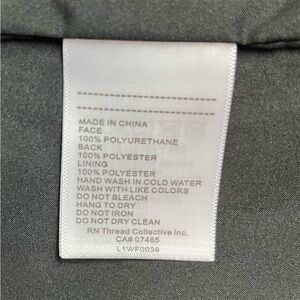 MADE IN CHINA
FACE
100% POLYURETHANE
BACK
100% POLYESTER
LINING
100% POLYESTER
HAND WASH IN COLD WATER
WASH WITH LIKE COLORS
DO NOT BLEACH
HANG TO DRY
DO NOT IRON
DO NOT DRY CLEAN
RN Thread Collective Inc.
CA# 07465
L1WF0039